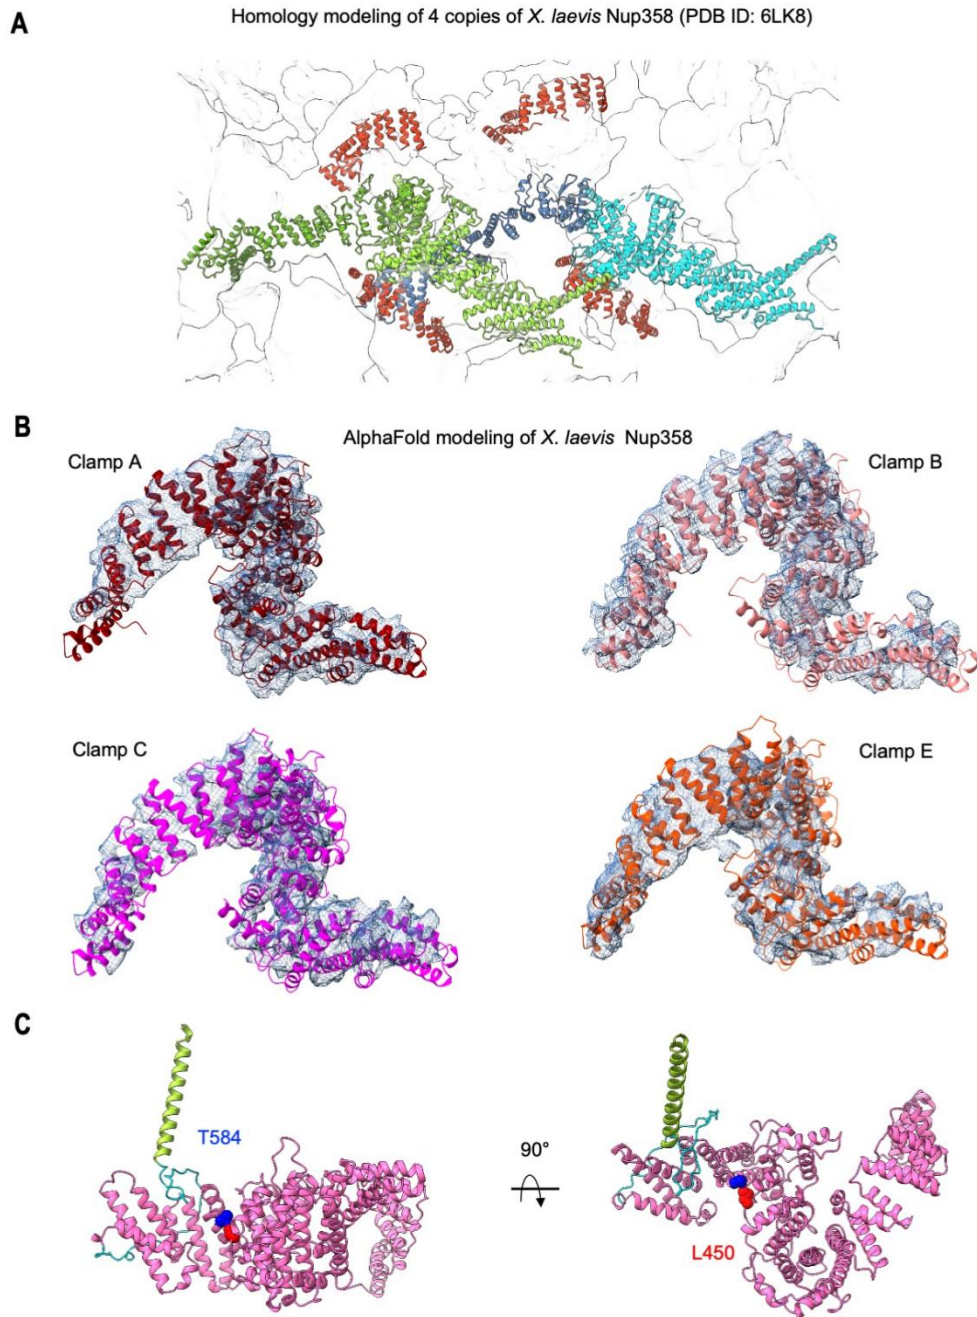 A
Homology modeling of 4 copies of X. laevis Nup358 (PDB ID: 6LK8)
B
AlphaFold modeling of X. laevis Nup358
Clamp A
Clamp B
Clamp C
Clamp E
C
T584
90°
L450